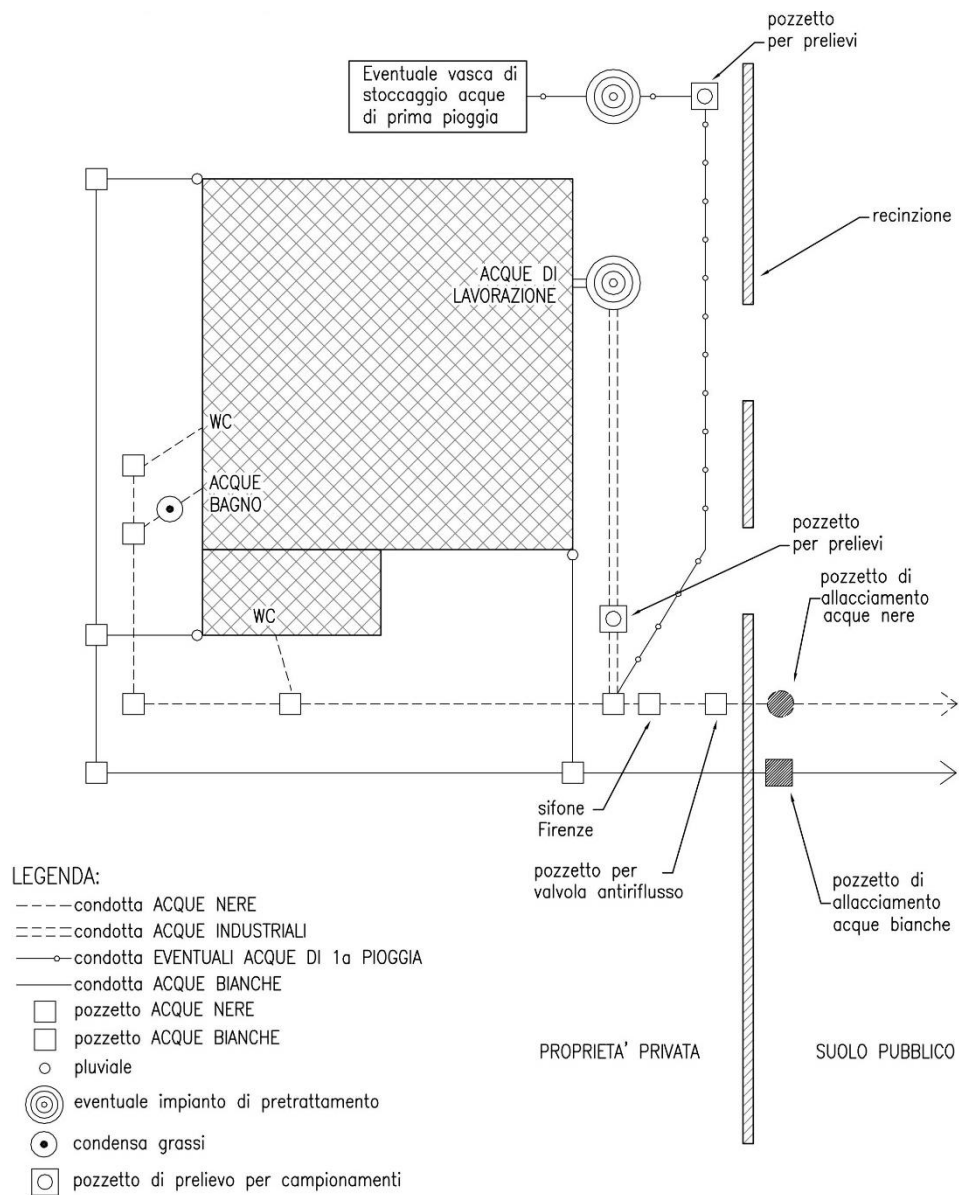 pozzetto
per prelievi
Eventuale vasca di
stoccaggio acque
di prima pioggia
recinzione
ACQUE DI
LAVORAZIONE
WC
ACQUE
BAGNO
pozzetto
per prelievi
pozzetto di
allacciamento
acque nere
WC
sifone
Firenze
pozzetto per
valvola antiriflusso
pozzetto di
allacciamento
acque bianche
LEGENDA:
condotta ACQUE NERE
condotta ACQUE INDUSTRIALI
condotta EVENTUALI ACQUE DI 1a PIOGGIA
condotta ACQUE BIANCHE
pozzetto ACQUE NERE
pozzetto ACQUE BIANCHE
pluviale
eventuale impianto di pretrattamento
condensa grassi
pozzetto di prelievo per campionamenti
PROPRIETA' PRIVATA
SUOLO PUBBLICO